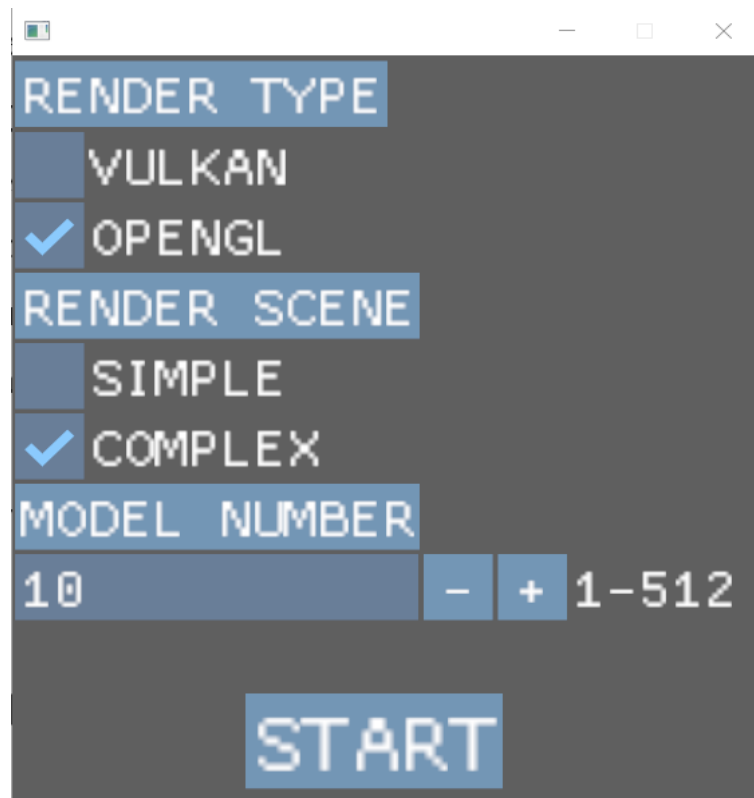 RENDER TYPE
VULKAN
OPENGL
RENDER SCENE
SIMPLE
COMPLEX
MODEL NUMBER
10 - + 1-512
START